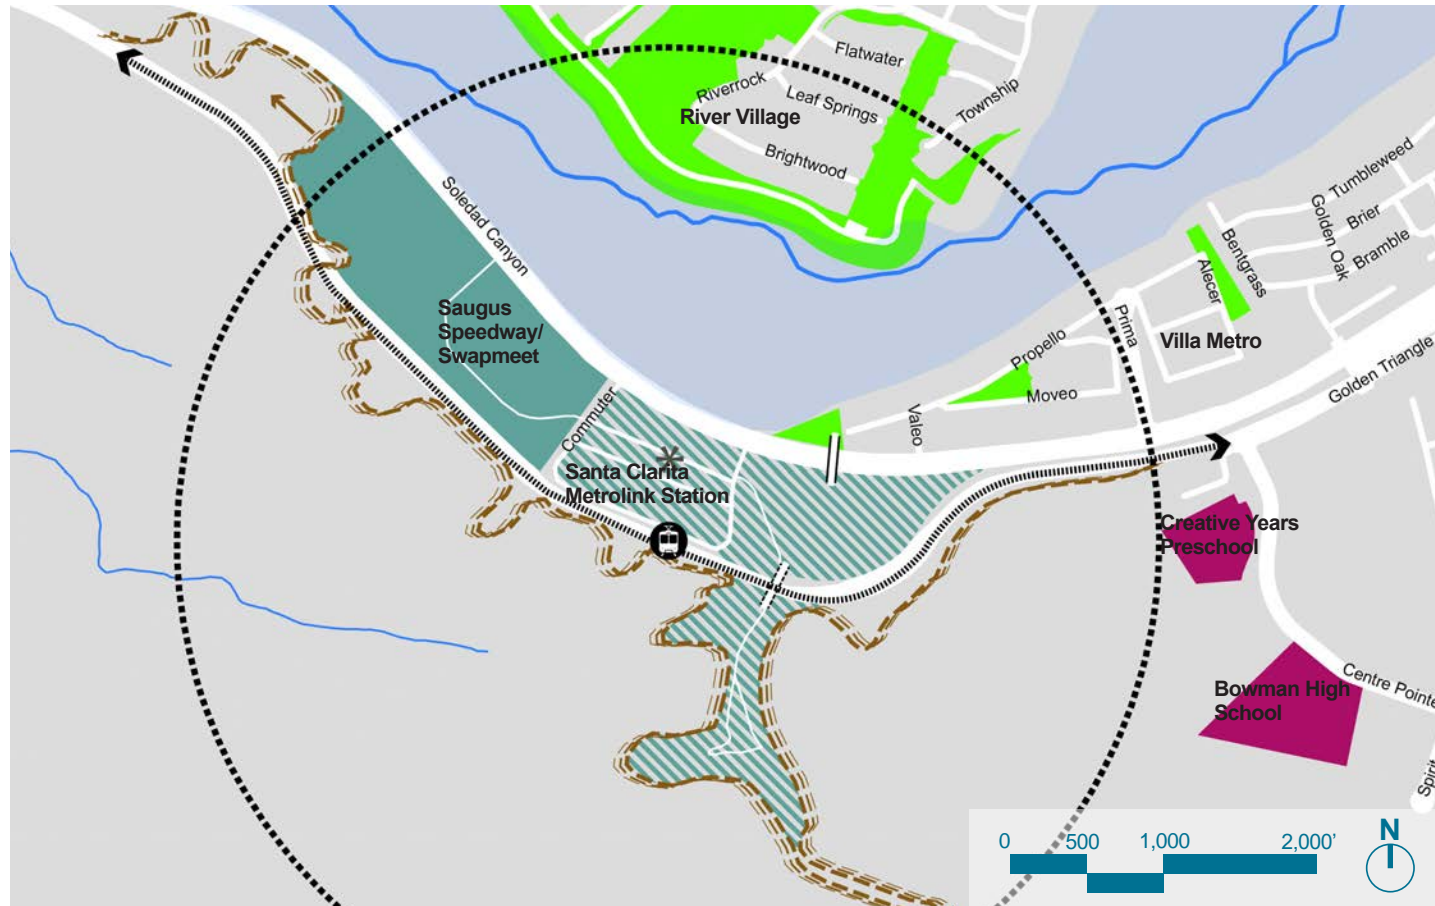 Flatwater
Riverrock
Leaf Springs
Township
River Village
Brightwood
Tumbleweed
Golden Oak
Brier
Bramble
Bentgrass
Alecer
Soledad Canyon
Saugus
Speedway/
Swapmeet
Prima
Villa Metro
Propello
Moveo
Golden Triangle
Valeo
Commuter
Santa Clarita
Metrolink Station
Creative Years
Preschool
Bowman High
School
Centre Pointe
Spirit
0 500 1,000 2,000’
N